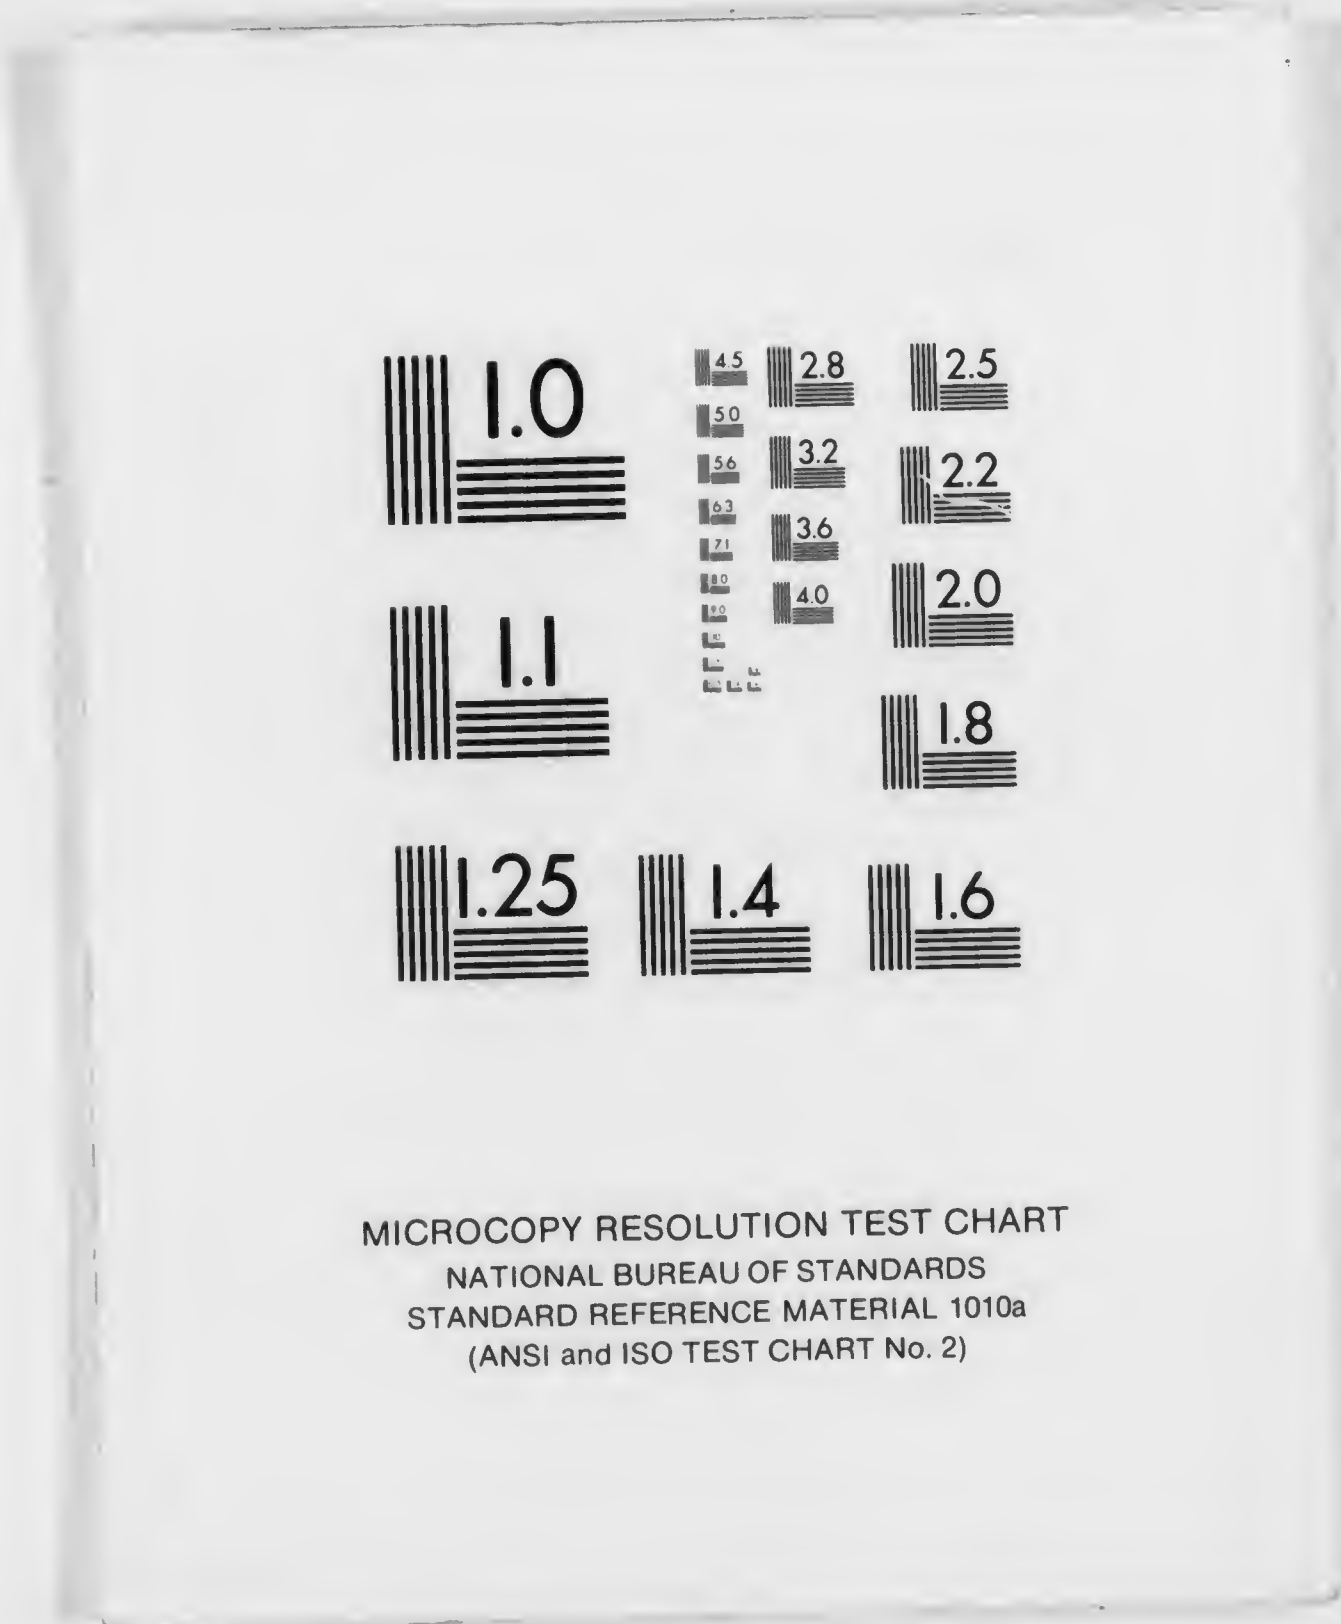 1.0
4.5 2.8 2.5
5.0
5.6 3.2 2.2
6.3
7.1 3.6
8.0 4.0 2.0
9.0
1.1
1.8
1.25 1.4 1.6
MICROCOPY RESOLUTION TEST CHART
NATIONAL BUREAU OF STANDARDS
STANDARD REFERENCE MATERIAL 1010a
(ANSI and ISO TEST CHART No. 2)